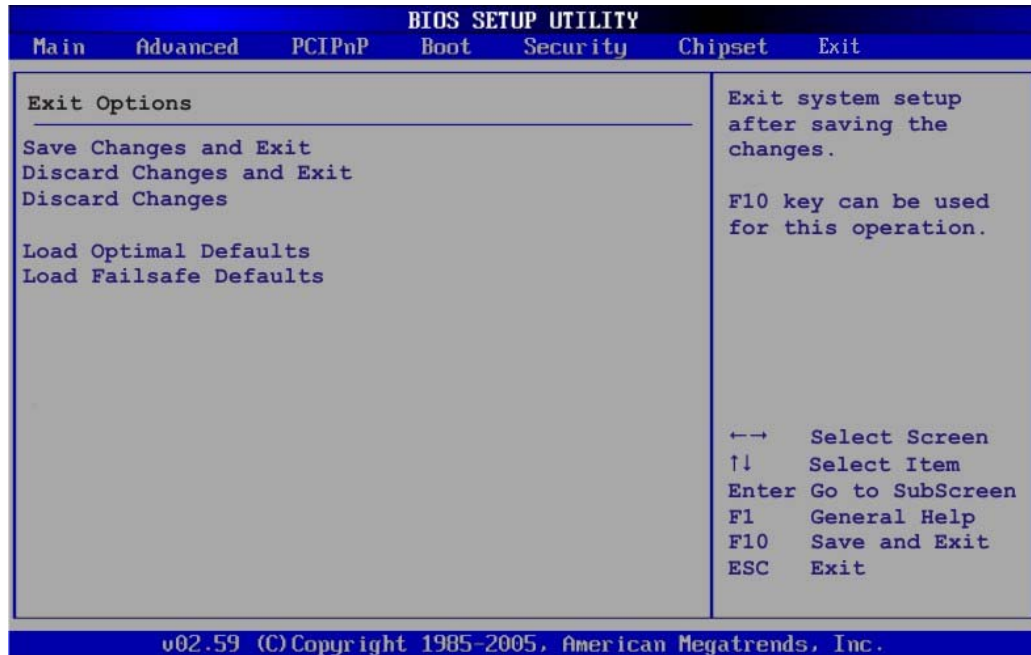 BIOS SETUP UTILITY
Main Advanced PCIPnP Boot Security Chipset Exit
Exit Options
Save Changes and Exit
Discard Changes and Exit
Discard Changes
Load Optimal Defaults
Load Failsafe Defaults
Exit system setup
after saving the
changes.
F10 key can be used
for this operation.
←→ Select Screen
↑↓ Select Item
Enter Go to SubScreen
F1 General Help
F10 Save and Exit
ESC Exit
v02.59 (C)Copyright 1985-2005, American Megatrends, Inc.